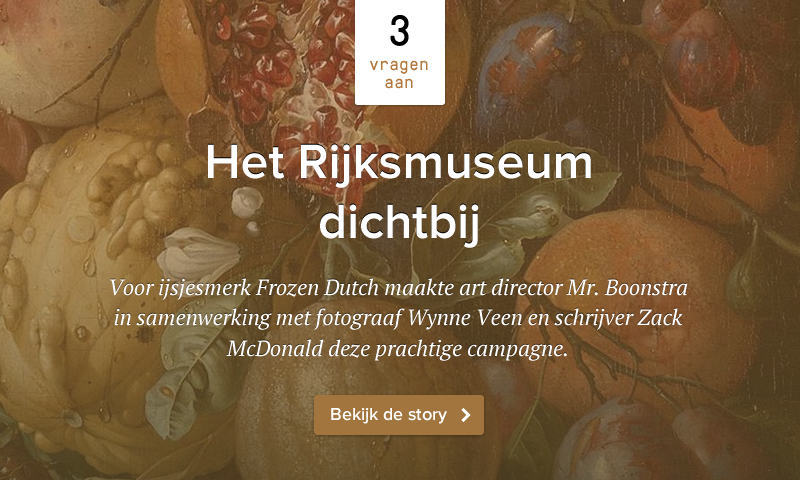 3
vragen
aan
Het Rijksmuseum
dichtbij
Voor ijsjesmerk Frozen Dutch maakte art director Mr. Boonstra
in samenwerking met fotograaf Wynne Veen en schrijver Zack
McDonald deze prachtige campagne.
Bekijk de story